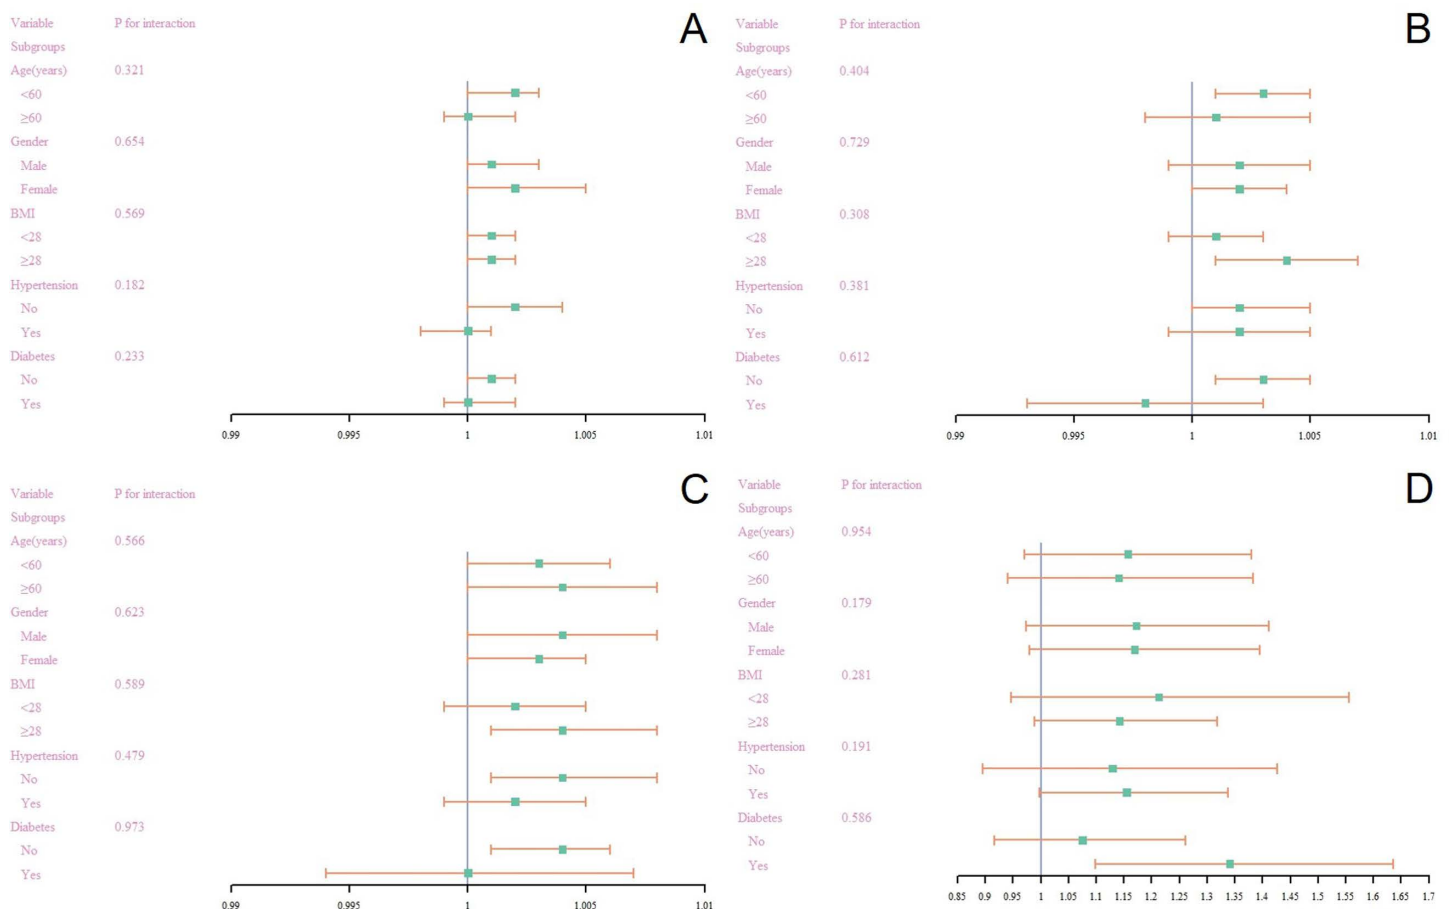 A
Variable P for interaction
Subgroups
Age(years) 0.321
<60
≥60
Gender 0.654
Male
Female
BMI 0.569
<28
≥28
Hypertension 0.182
No
Yes
Diabetes 0.233
No
Yes
0.99 0.995 1 1.005 1.01
B
Variable P for interaction
Subgroups
Age(years) 0.404
<60
≥60
Gender 0.729
Male
Female
BMI 0.308
<28
≥28
Hypertension 0.381
No
Yes
Diabetes 0.612
No
Yes
0.99 0.995 1 1.005 1.01
C
Variable P for interaction
Subgroups
Age(years) 0.566
<60
≥60
Gender 0.623
Male
Female
BMI 0.589
<28
≥28
Hypertension 0.479
No
Yes
Diabetes 0.973
No
Yes
0.99 0.995 1 1.005 1.01
D
Variable P for interaction
Subgroups
Age(years) 0.954
<60
≥60
Gender 0.179
Male
Female
BMI 0.281
<28
≥28
Hypertension 0.191
No
Yes
Diabetes 0.586
No
Yes
0.85 0.9 0.95 1 1.05 1.1 1.15 1.2 1.25 1.3 1.35 1.4 1.45 1.5 1.55 1.6 1.65 1.7